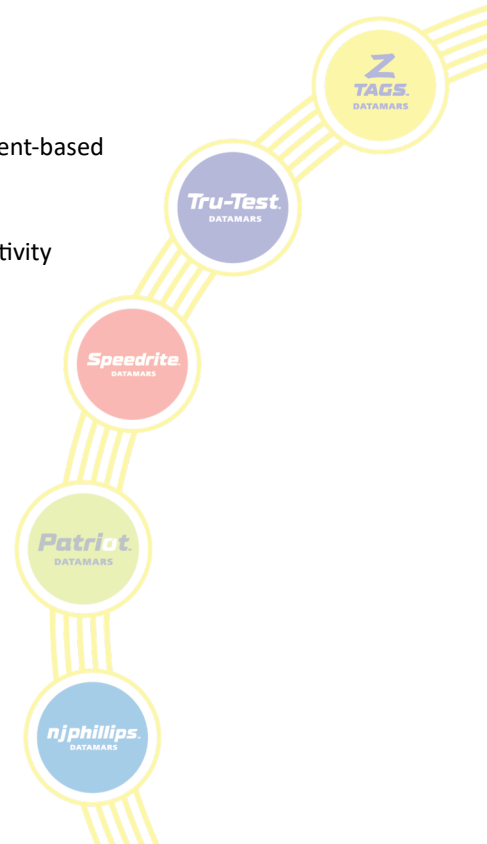 Z
TAGS.
DATAMARS
ent-based
Tru-Test.
DATAMARS
tivity
Speedrite.
DATAMARS
Patriot.
DATAMARS
njphillips.
DATAMARS